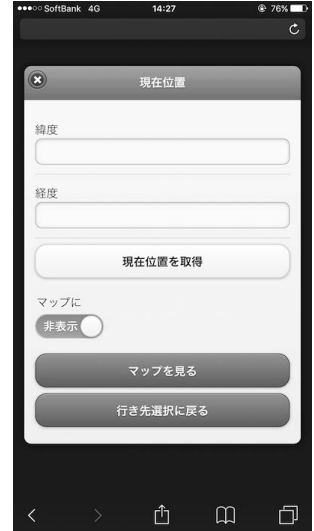 SoftBank 4G 14:27 76%
現在位置
緯度
経度
現在位置を取得
マップに
非表示
マップを見る
行き先選択に戻る